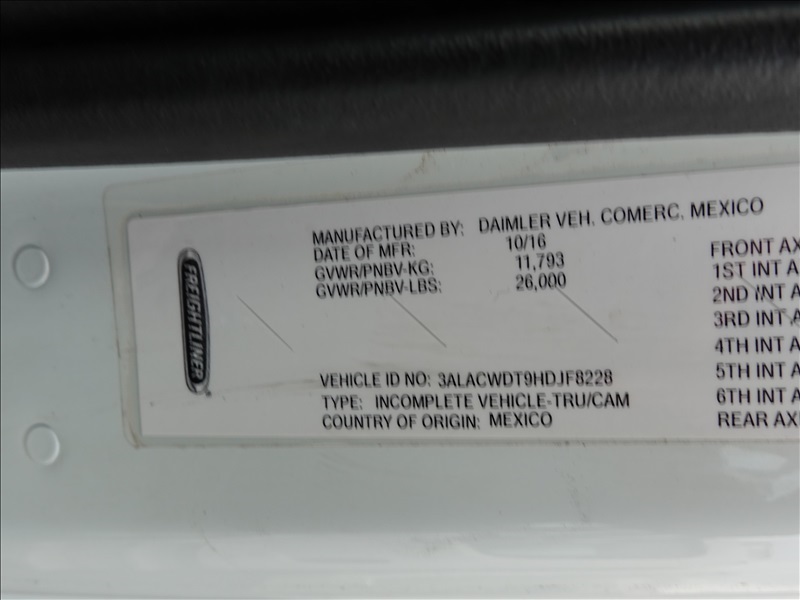 FREIGHTLINER
MANUFACTURED BY: DAIMLER VEH. COMERC. MEXICO
DATE OF MFR: 10/16
GVWR/PNBV-KG: 11,793
GVWR/PNBV-LBS: 26,000
VEHICLE ID NO: 3ALACWDT9HDJF8228
TYPE: INCOMPLETE VEHICLE-TRU/CAM
COUNTRY OF ORIGIN: MEXICO
FRONT AX
1ST INT A
2ND INT A
3RD INT A
4TH INT A
5TH INT A
6TH INT A
REAR AX